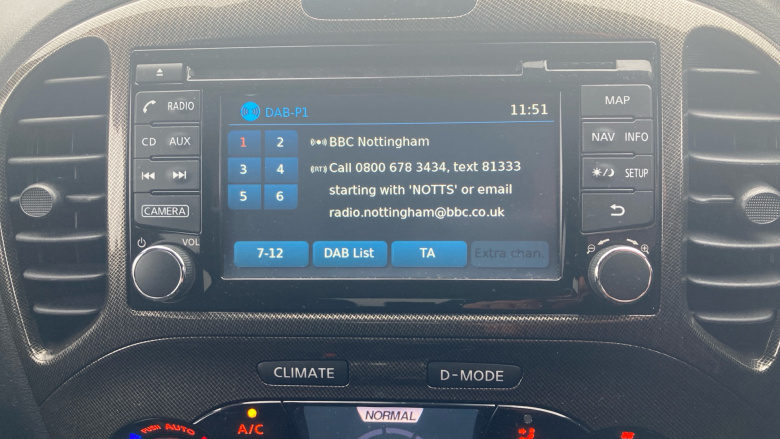 DAB-P1 11:51
RADIO
MAP
1 2
BBC Nottingham
CD AUX
NAV INFO
3 4
Call 0800 678 3434, text 81333
SETUP
5 6
starting with 'NOTTS' or email
CAMERA
radio.nottingham@bbc.co.uk
VOL
7-12 DAB List TA Extra chan.
CLIMATE D-MODE
NORMAL
PUSH AUTO
A/C